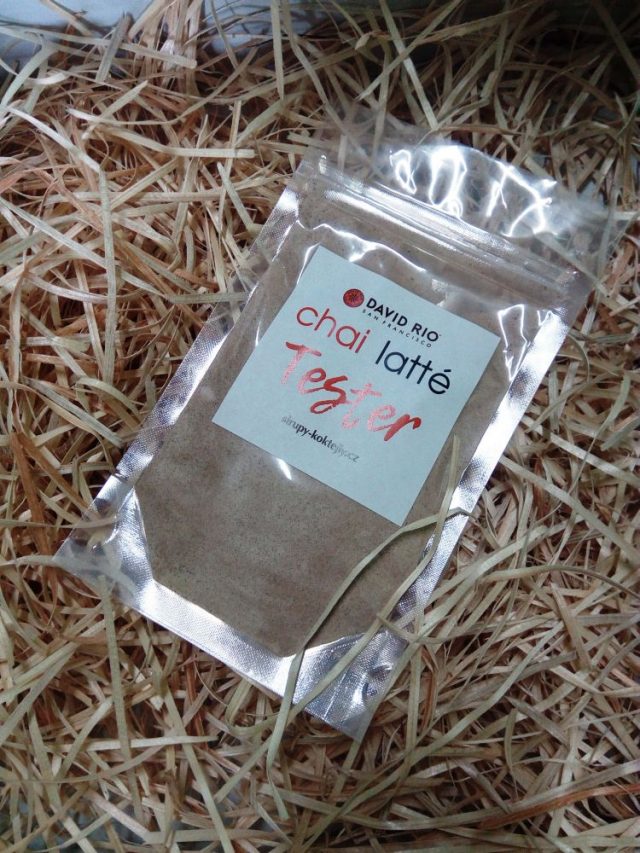 DAVID RIO
SAN FRANCISCO
chai latté
Tester
sirupy-koktejly.cz